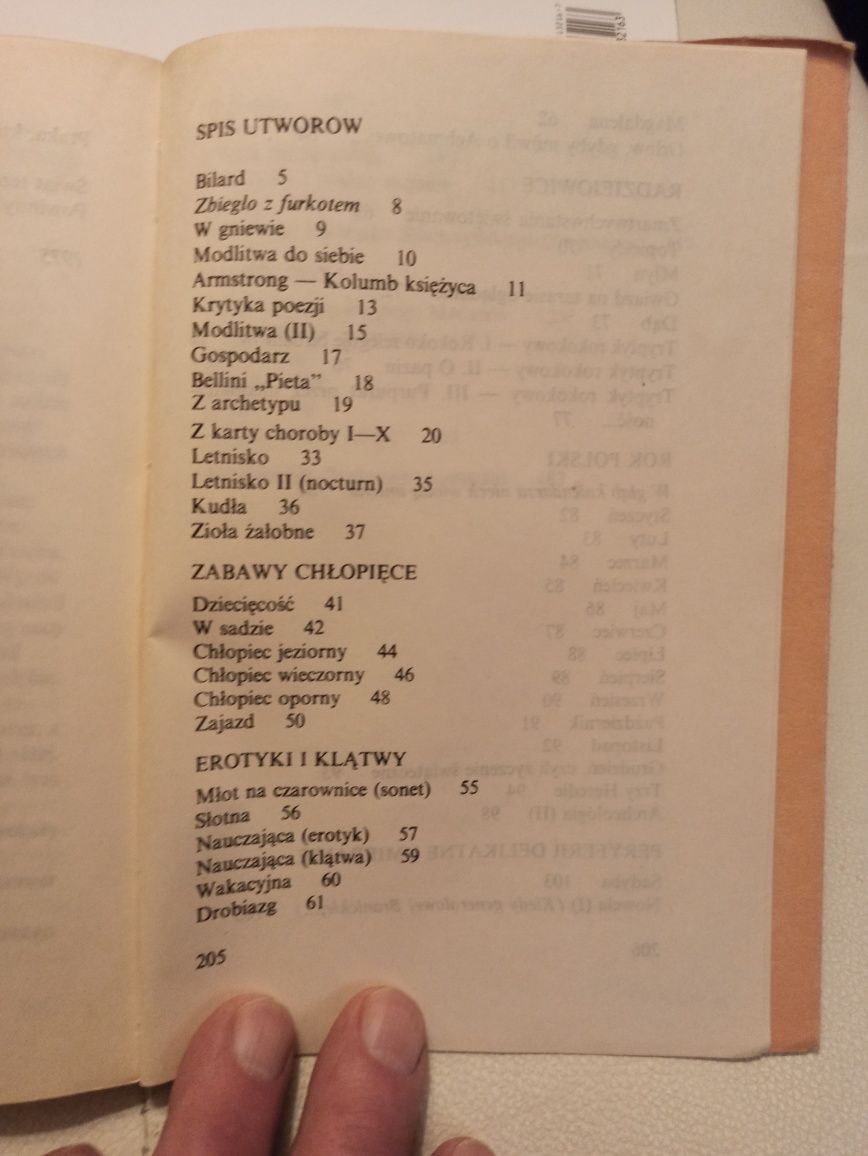 SPIS UTWOROW
Bilard 5
Zbiegło z furkotem 8
W gniewie 9
Modlitwa do siebie 10
Armstrong — Kolumb księżyca 11
Krytyka poezji 13
Modlitwa (II) 15
Gospodarz 17
Bellini „Pieta” 18
Z archetypu 19
Z karty choroby I—X 20
Letnisko 33
Letnisko II (nocturn) 35
Kudła 36
Zioła żałobne 37
ZABAWY CHŁOPIĘCE
Dziecięcość 41
W sadzie 42
Chłopiec jeziorny 44
Chłopiec wieczorny 46
Chłopiec oporny 48
Zajazd 50
EROTYKI I KLĄTWY
Młot na czarownice (sonet) 55
Słotna 56
Nauczająca (erotyk) 57
Nauczająca (klątwa) 59
Wakacyjna 60
Drobiazg 61
205